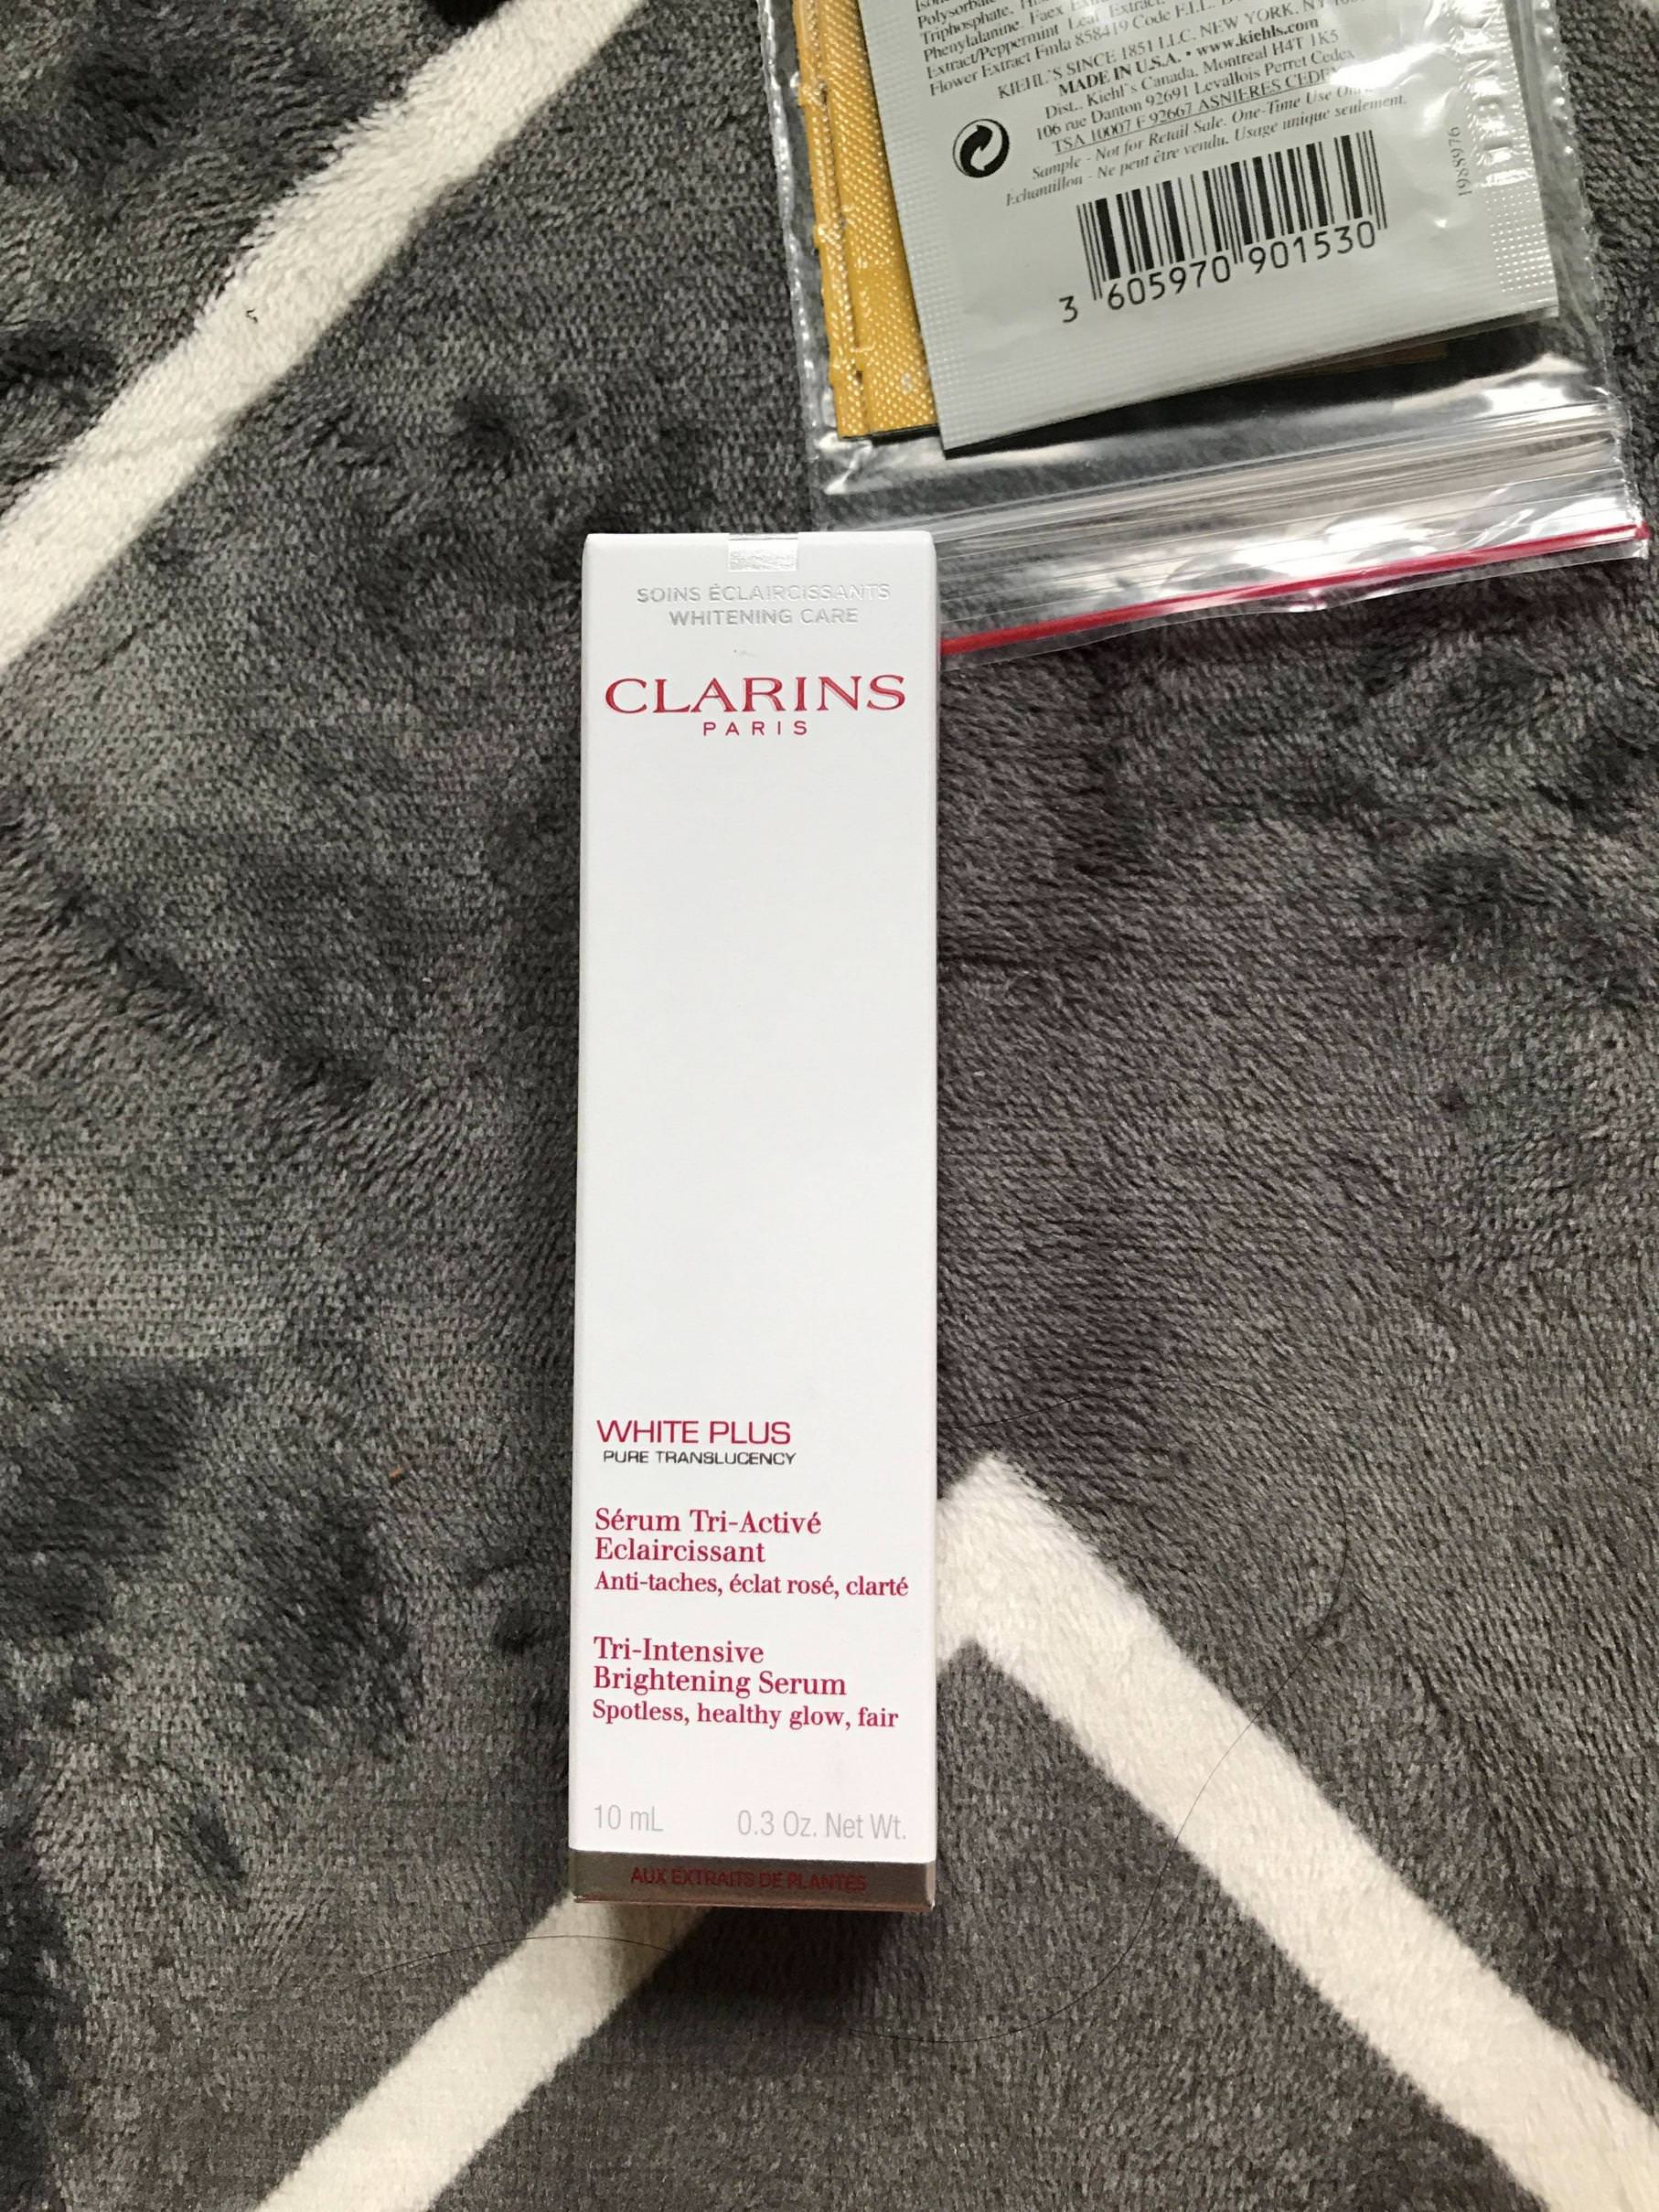 Polysorbate
Triphosphate,
Phenylalanine. Faex
Extract/Peppermint Leaf Extract,
Flower Extract Fmla 858419 Code F.I.L.
KIEHL'S SINCE 1851 LLC. NEW YORK. NY
MADE IN U.S.A. • www.kiehls.com
Dist.. Kiehl's Canada. Montreal H4T 1K5
106 rue Danton 92691 Levallois Perret Cedex
TSA 10007 F-92667 ASNIERES CEDEX
Sample - Not for Retail Sale. One-Time Use
Échantillon - Ne peut être vendu. Usage unique seulement.
1988976
3 605970 901530
SOINS ÉCLAIRCISSANTS
WHITENING CARE
CLARINS
PARIS
WHITE PLUS
PURE TRANSLUCENCY
Sérum Tri-Activé
Eclaircissant
Anti-taches, éclat rosé, clarté
Tri-Intensive
Brightening Serum
Spotless, healthy glow, fair
10 mL 0.3 Oz. Net Wt.
AUX EXTRAITS DE PLANTES